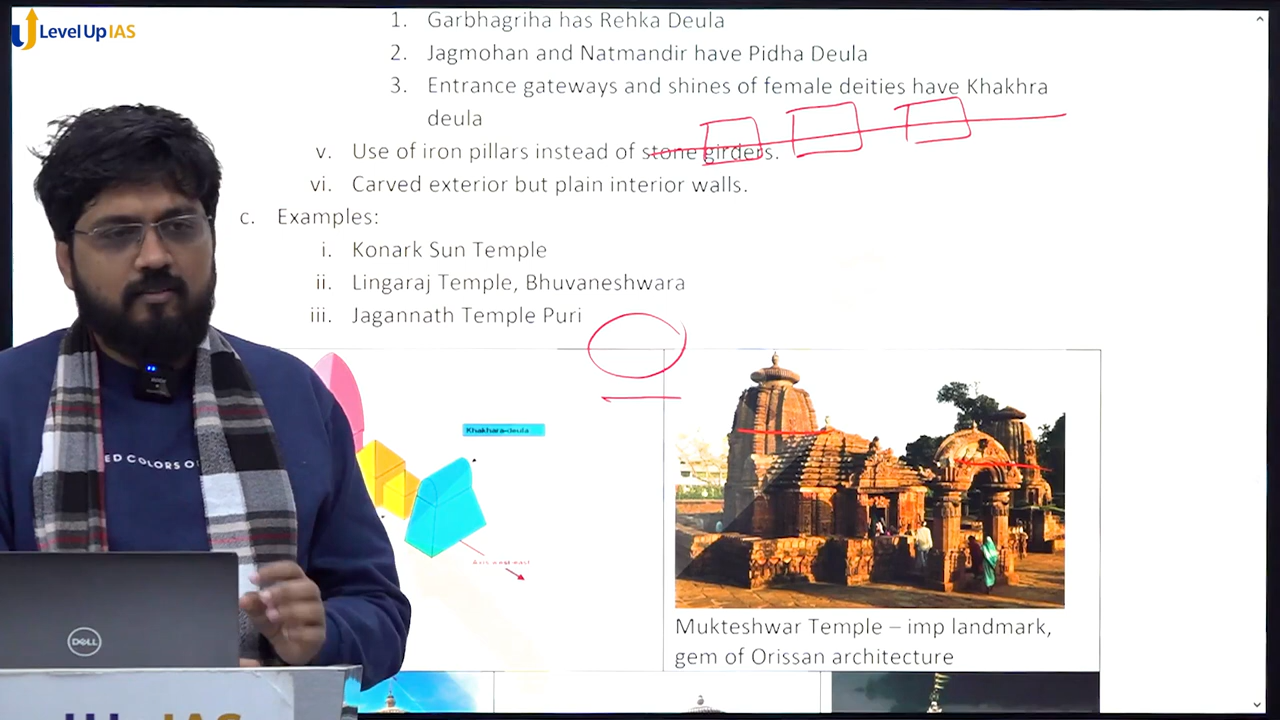 Level Up IAS
1. Garbhagriha has Rehka Deula
2. Jagmohan and Natmandir have Pidha Deula
3. Entrance gateways and shines of female deities have Khakhra
deula
v. Use of iron pillars instead of stone girders.
vi. Carved exterior but plain interior walls.
c. Examples:
i. Konark Sun Temple
ii. Lingaraj Temple, Bhuvaneshwara
iii. Jagannath Temple Puri
Khakhara-deula
ED COLORS O
Mukteshwar Temple – imp landmark,
gem of Orissan architecture
DELL